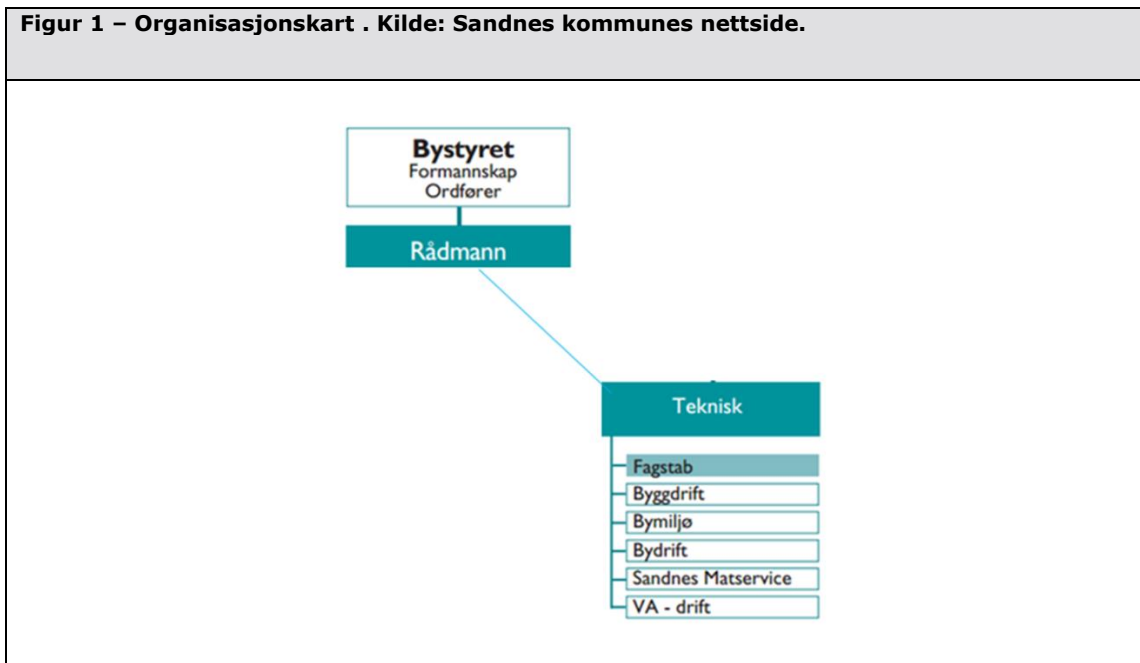 Figur 1 – Organisasjonskart . Kilde: Sandnes kommunes nettside.
Bystyret
Formannskap
Ordfører
Rådmann
Teknisk
Fagstab
Byggdrift
Bymiljø
Bydrift
Sandnes Matservice
VA - drift